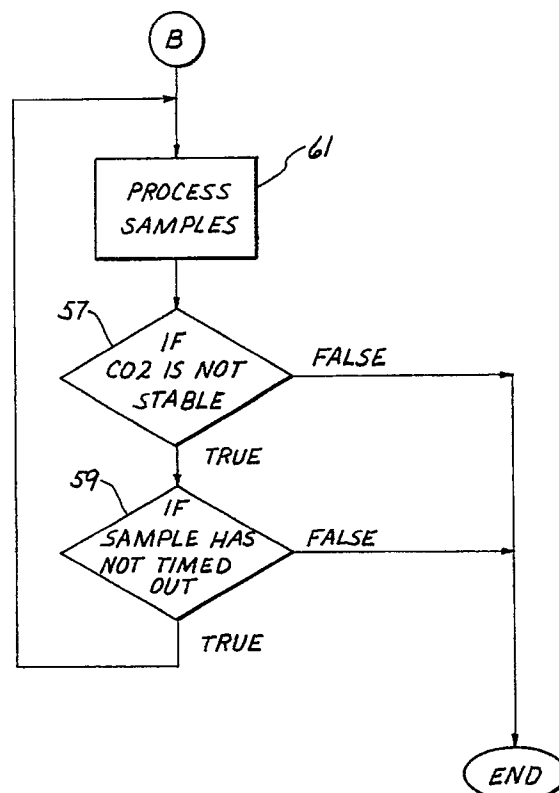 B
61
PROCESS
SAMPLES
57
IF
CO2 IS NOT
STABLE
FALSE
TRUE
59
IF
SAMPLE HAS
NOT TIMED
OUT
FALSE
TRUE
END